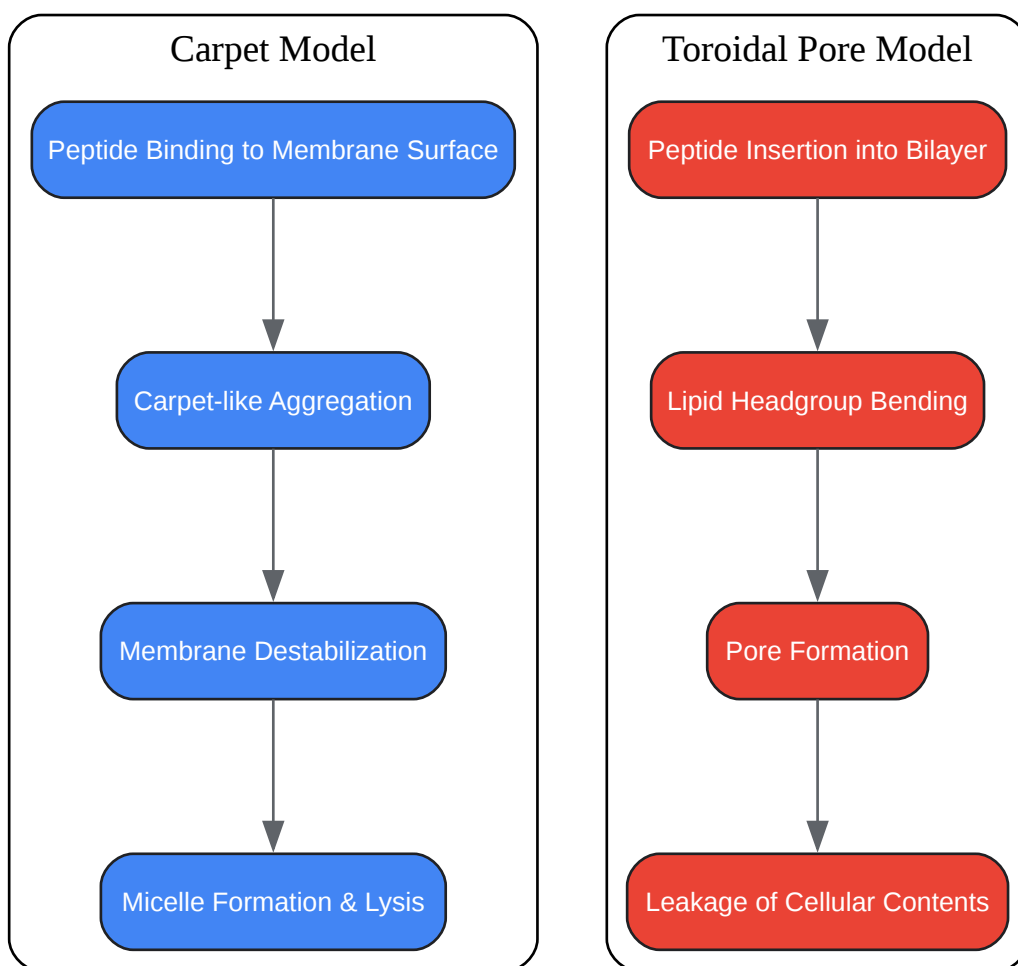 Carpet Model
Peptide Binding to Membrane Surface
Carpet-like Aggregation
Membrane Destabilization
Micelle Formation & Lysis
Toroidal Pore Model
Peptide Insertion into Bilayer
Lipid Headgroup Bending
Pore Formation
Leakage of Cellular Contents